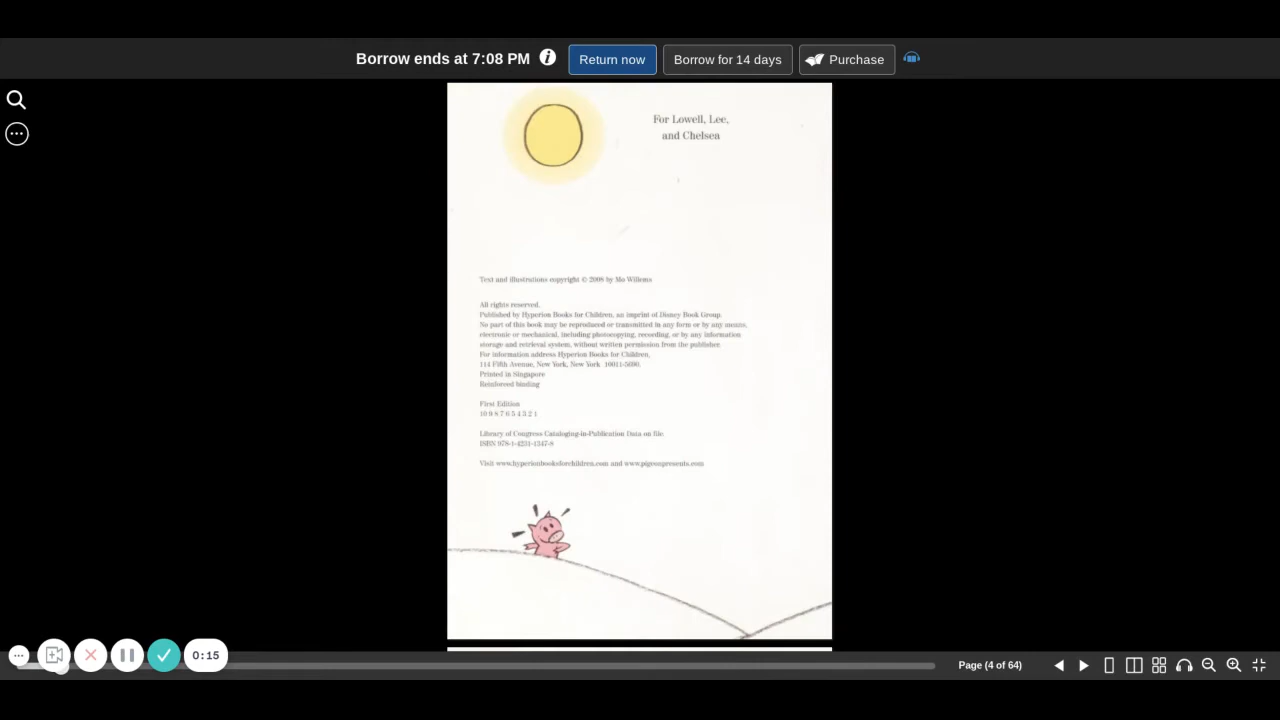 Borrow ends at 7:08 PM
Return now
Borrow for 14 days
Purchase
For Lowell, Lee,
and Chelsea
Text and illustrations copyright © 2008 by Mo Willems
All rights reserved.
Published by Hyperion Books for Children, an imprint of Disney Book Group.
No part of this book may be reproduced or transmitted in any form or by any means,
electronic or mechanical, including photocopying, recording, or by any information
storage and retrieval system, without written permission from the publisher.
For information address Hyperion Books for Children,
114 Fifth Avenue, New York, New York 10011-5690.
Printed in Singapore
Reinforced binding
First Edition
10 9 8 7 6 5 4 3 2 1
Library of Congress Cataloging-in-Publication Data on file.
ISBN 978-1-4231-1347-8
Visit www.hyperionbooksforchildren.com and www.pigeonpresents.com
0:15
Page (4 of 64)